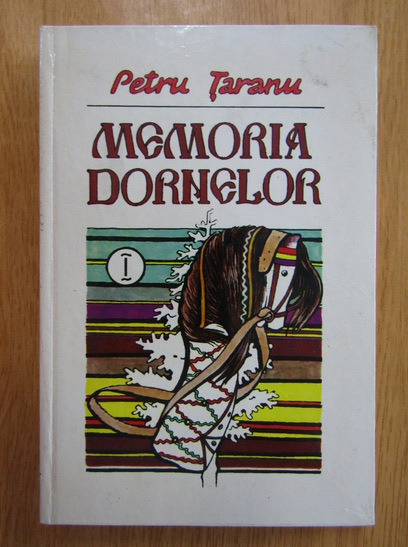 Petru Țaranu
MEMORIA
DORNELOR
I